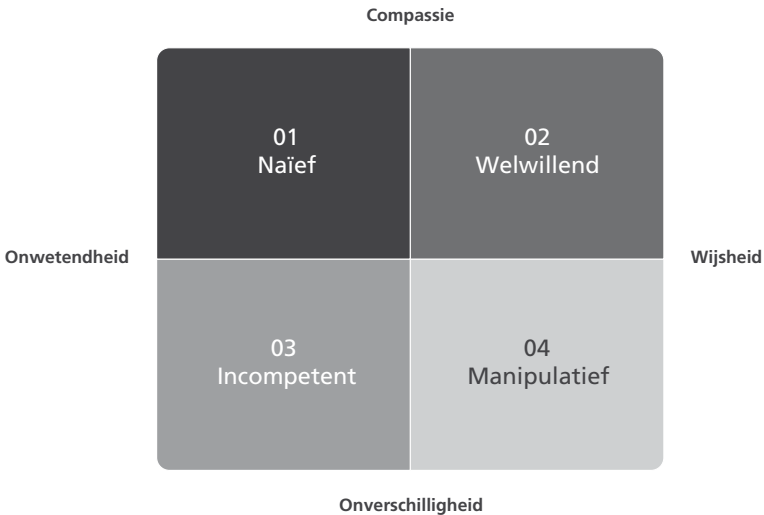 Compassie
01
Naïef
02
Welwillend
Onwetendheid
Wijsheid
03
Incompetent
04
Manipulatief
Onverschilligheid